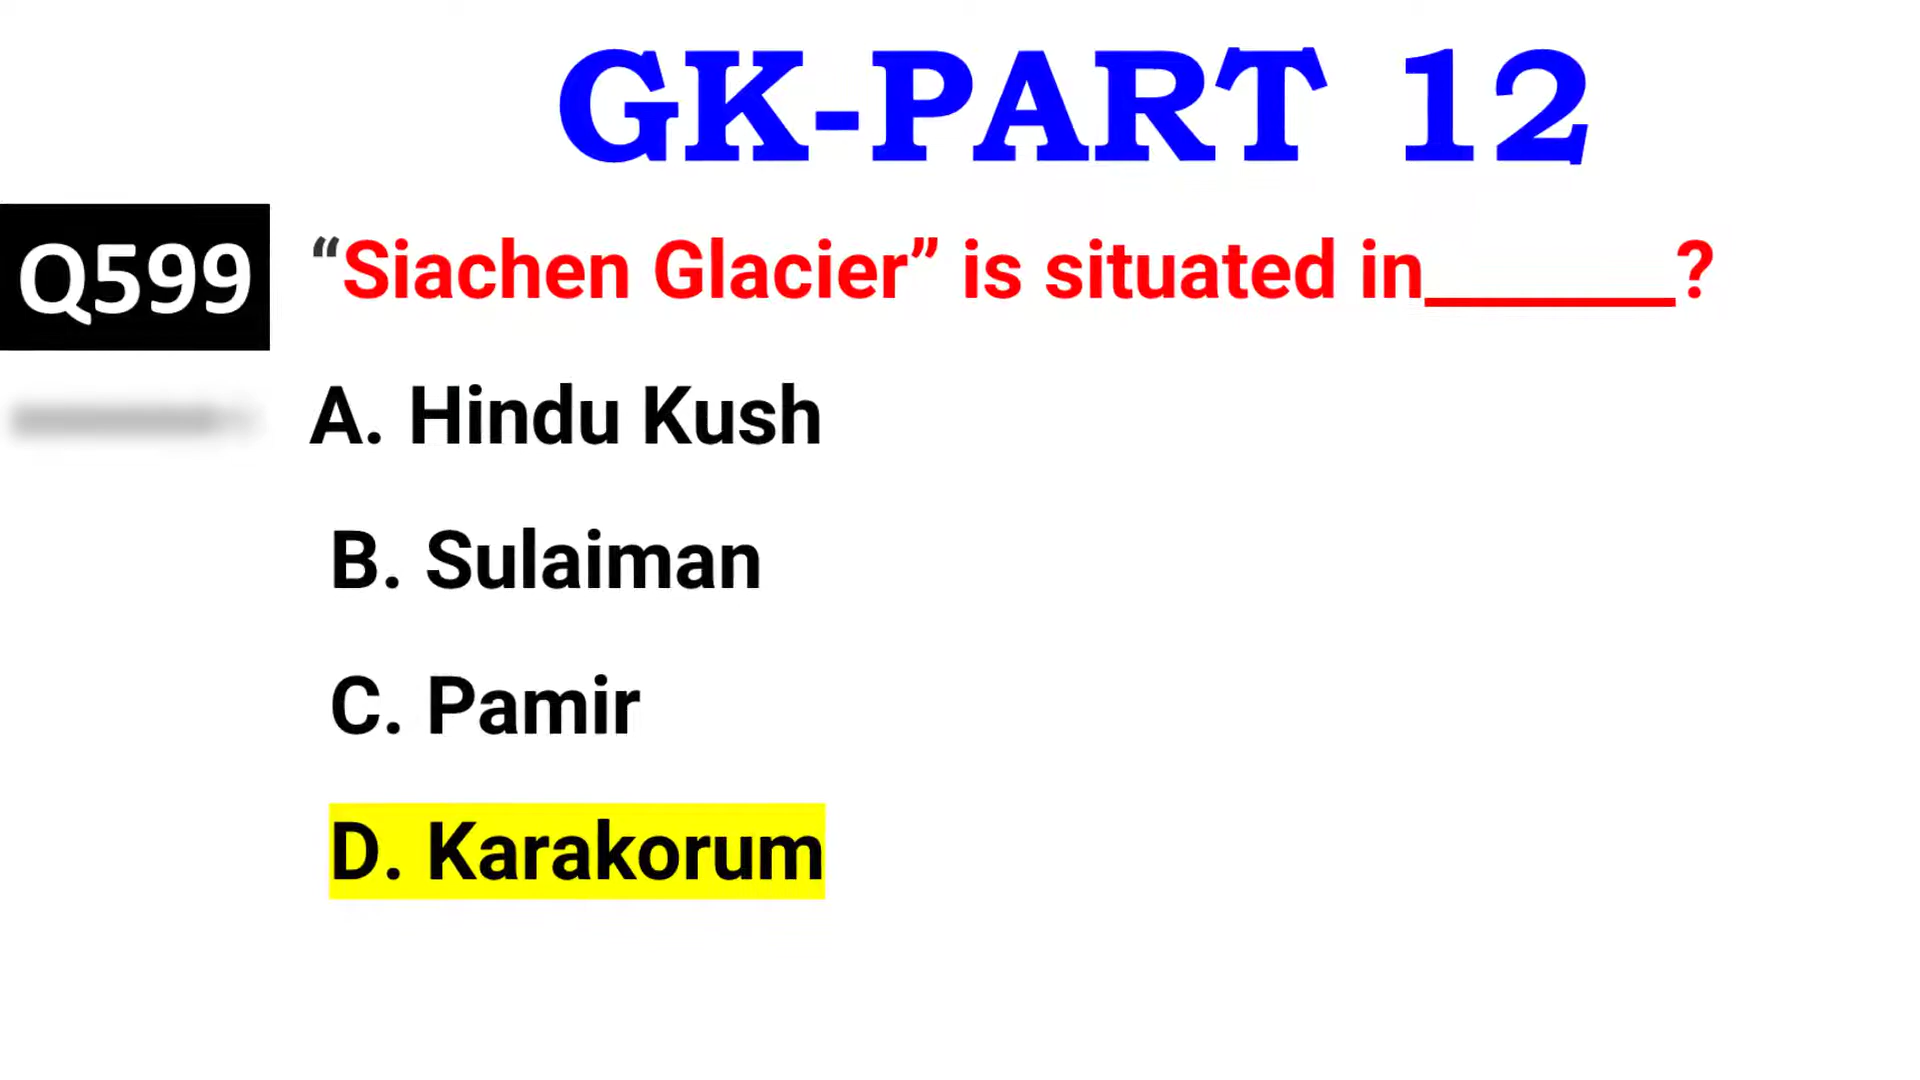 GK-PART 12
Q599
“Siachen Glacier” is situated in______?
A. Hindu Kush
B. Sulaiman
C. Pamir
D. Karakorum